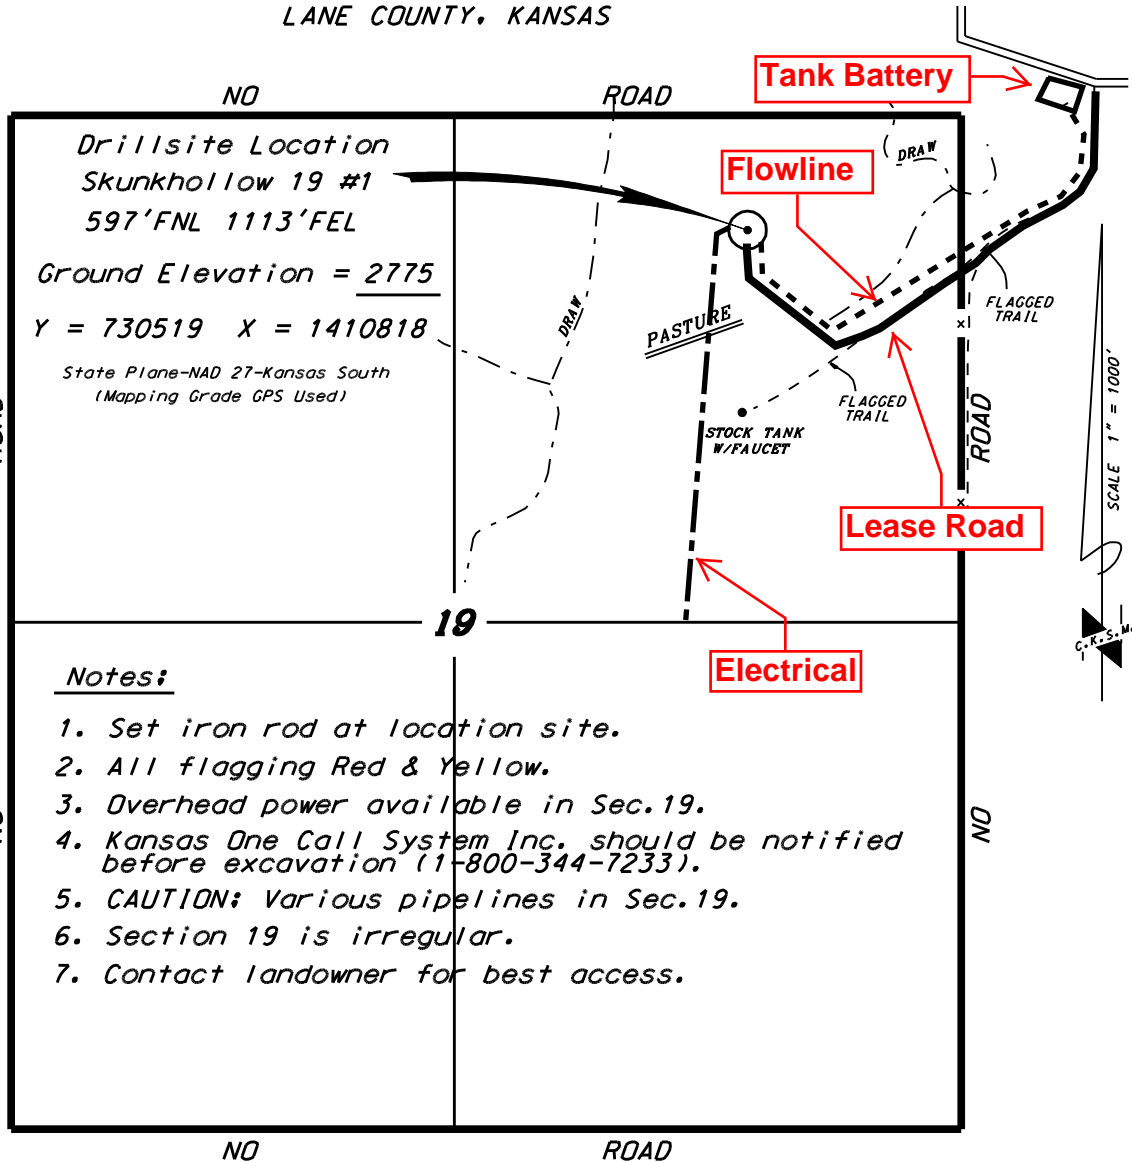 LANE COUNTY, KANSAS
Tank Battery
NO ROAD
Drillsite Location
Skunkhollow 19 #1
597'FNL 1113'FEL
Ground Elevation = 2775
Y = 730519 X = 1410818
State Plane-NAD 27-Kansas South
(Mapping Grade GPS Used)
DRAW
Flowline
DRAW
PASTURE
FLAGGED
TRAIL
FLAGGED
TRAIL
STOCK TANK
W/FAUCET
ROAD
SCALE 1" = 1000'
Lease Road
19
C.K.S.M.
Electrical
Notes:
1. Set iron rod at location site.
2. All flagging Red & Yellow.
3. Overhead power available in Sec.19.
4. Kansas One Call System Inc. should be notified
before excavation (1-800-344-7233).
5. CAUTION: Various pipelines in Sec.19.
6. Section 19 is irregular.
7. Contact landowner for best access.
NO
NO ROAD